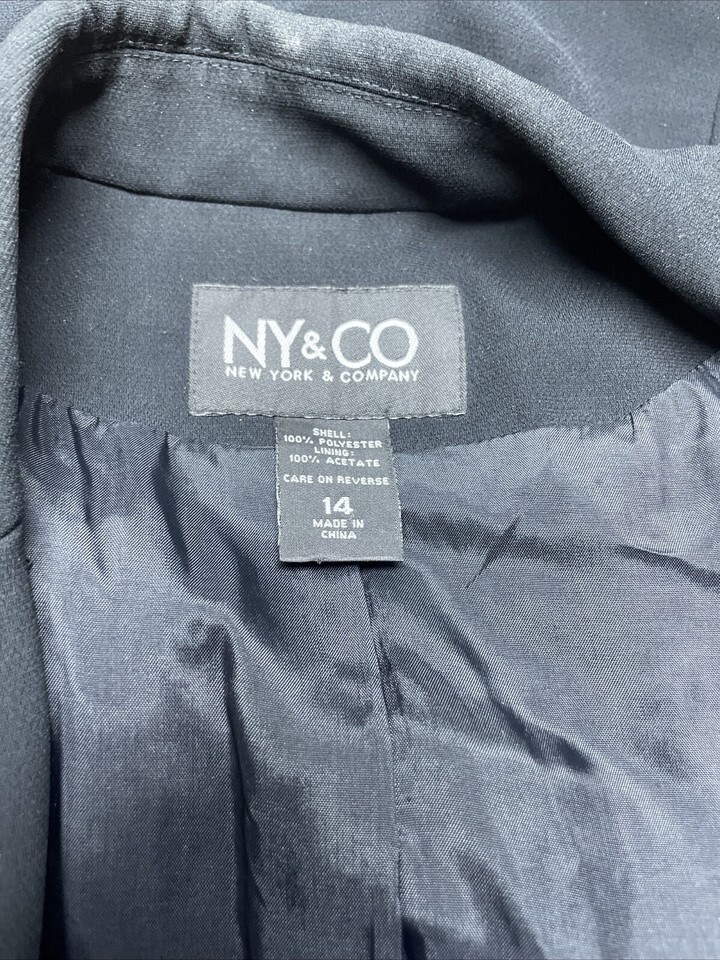 NY&CO
NEW YORK & COMPANY
SHELL:
100% POLYESTER
LINING:
100% ACETATE
CARE ON REVERSE
14
MADE IN
CHINA